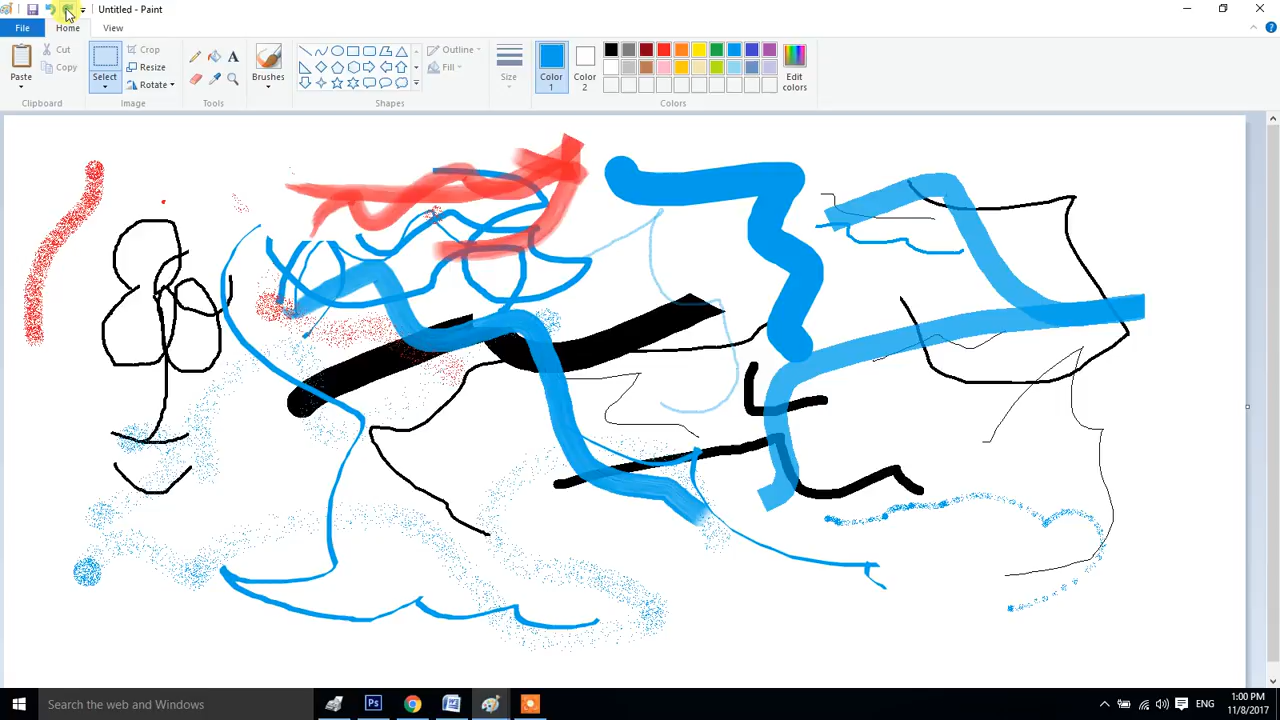 Untitled - Paint
File Home View
Paste
Cut
Copy
Clipboard
Select
Crop
Resize
Rotate
Image
A
Tools
Brushes
Outline
Fill
Shapes
Size
Color
1
Color
2
Edit
colors
Colors
Search the web and Windows
Ps
ENG
1:00 PM
11/8/2017